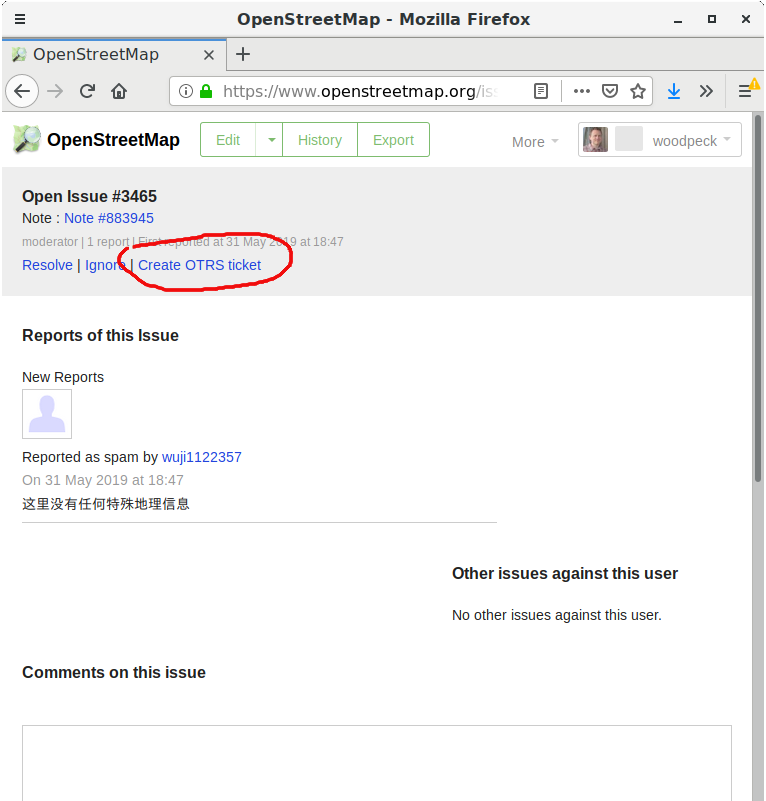 OpenStreetMap - Mozilla Firefox
OpenStreetMap
https://www.openstreetmap.org/iss
OpenStreetMap
Edit
History
Export
More
woodpeck
Open Issue #3465
Note : Note #883945
moderator | 1 report | First reported at 31 May 2019 at 18:47
Resolve | Ignore | Create OTRS ticket
Reports of this Issue
New Reports
Reported as spam by wuji1122357
On 31 May 2019 at 18:47
这里没有任何特殊地理信息
Other issues against this user
No other issues against this user.
Comments on this issue